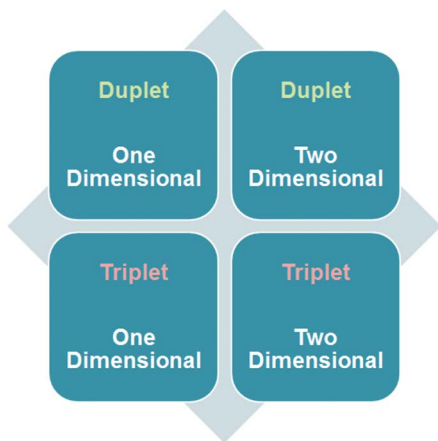 Duplet
One
Dimensional
Duplet
Two
Dimensional
Triplet
One
Dimensional
Triplet
Two
Dimensional